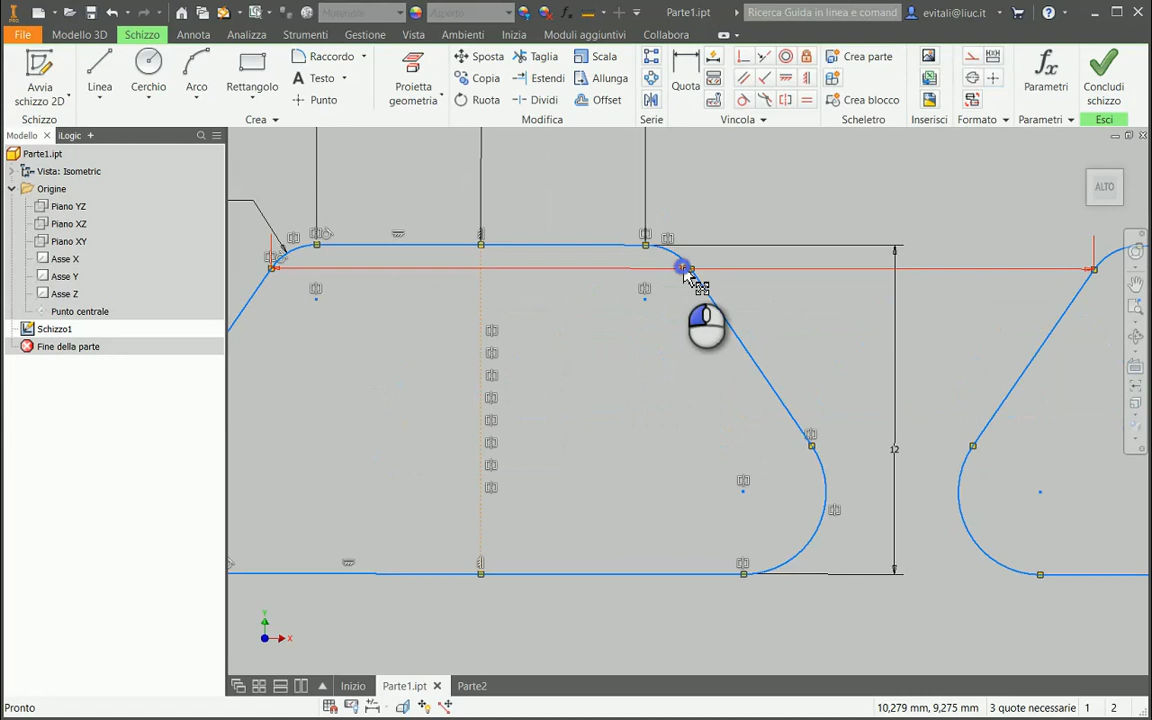 Materiale
Aspetto
Parte1.ipt
Ricerca Guida in linea e command
evitali@liuc.it
PRO
File
Modello 3D
Schizzo
Annota
Analizza
Strumenti
Gestione
Vista
Ambienti
Inizia
Moduli aggiuntivi
Collabora
Avvia
schizzo 2D
Linea
Cerchio
Arco
Rettangolo
Raccordo
Testo
Punto
Proietta
geometria
Sposta
Copia
Ruota
Taglia
Estendi
Dividi
Scala
Allunga
Offset
Quota
Crea parte
Crea blocco
Parametri
Concludi
schizzo
Schizzo
Crea
Modifica
Serie
Vincola
Scheletro
Inserisci
Formato
Parametri
Esci
Modello
iLogic
Parte1.ipt
Vista: Isometric
Origine
Piano YZ
Piano XZ
Piano XY
Asse X
Asse Y
Asse Z
Punto centrale
Schizzo1
Fine della parte
ALTO
12
Y
X
Inizio
Parte1.ipt
Parte2
Pronto
10,279 mm, 9,275 mm
3 quote necessarie
1
2